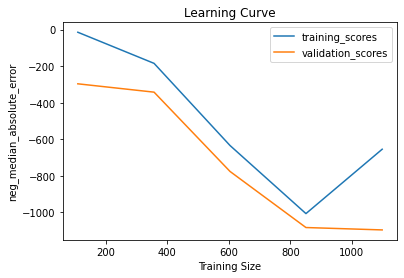 Learning Curve
training_scores
validation_scores
0
−200
−400
−600
−800
−1000
neg_median_absolute_error
200
400
600
800
1000
Training Size